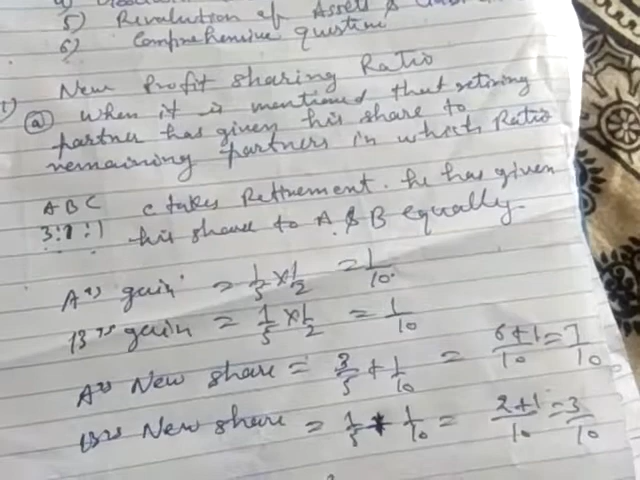 5) Revaluation of Assets &
6) Comprehensive question
1) New Profit Sharing Ratio
(a) When it is mentioned that retiring
partner has given his share to
remaining partners in which Ratio
A B C C takes Retirement. he has given
3:1:1 his share to A & B equally.
A's gain = 1/5 × 1/2 = 1/10
B's gain = 1/5 × 1/2 = 1/10
A's New share = 3/5 + 1/10 = 6+1/10 = 7/10
B's New share = 1/5 + 1/10 = 2+1/10 = 3/10